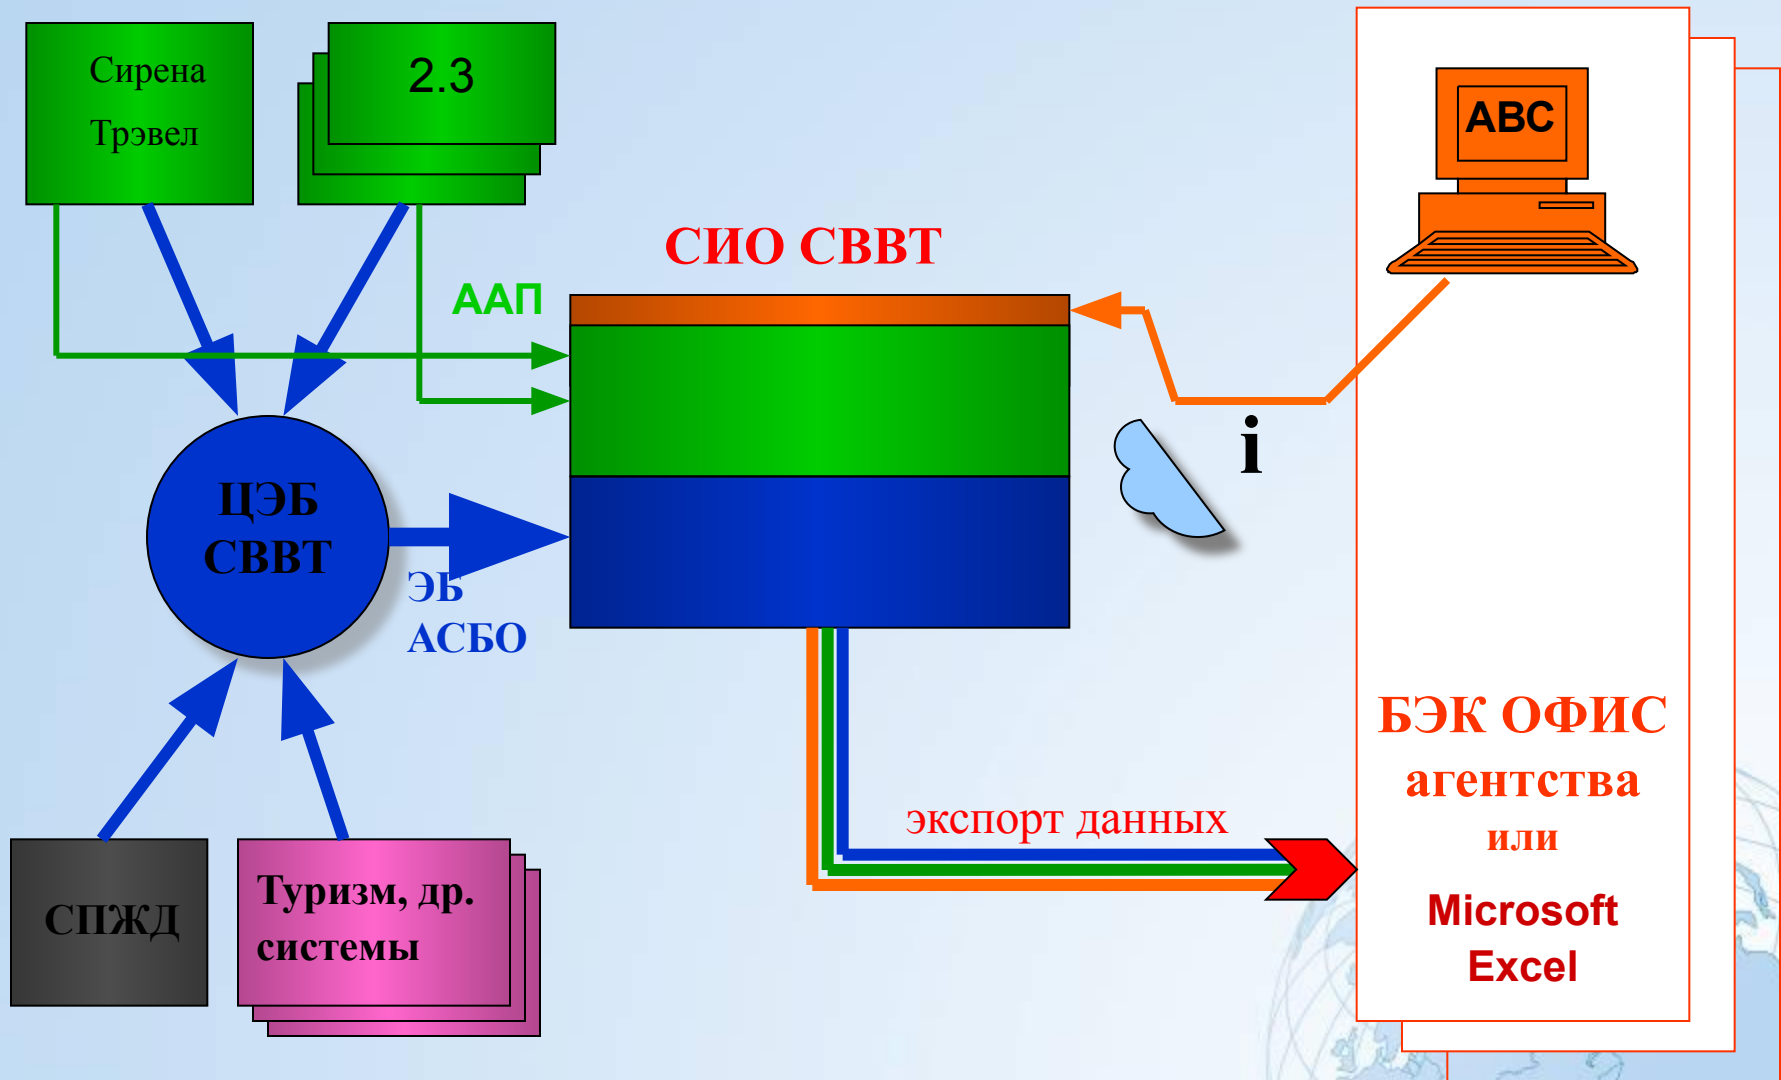 Сирена
Трэвел
2.3
ABC
СИО СВВТ
ААП
i
ЦЭБ
СВВТ
ЭБ
АСБО
БЭК ОФИС
агентства
или
Microsoft
Excel
экспорт данных
СПЖД
Туризм, др.
системы